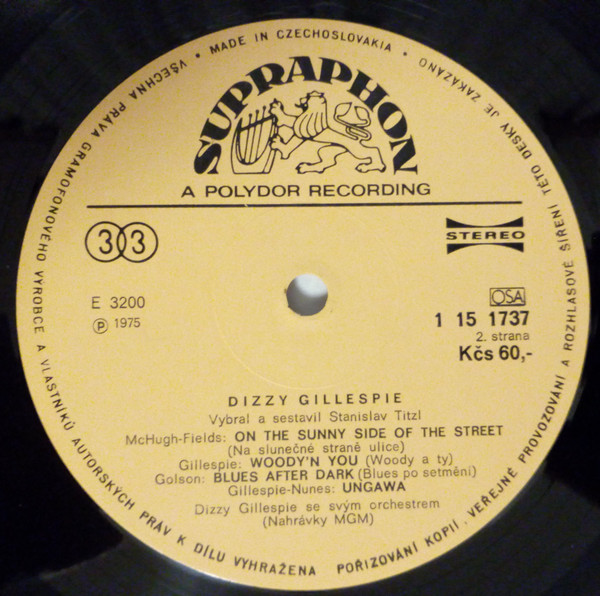 VŠECHNA PRÁVA GRAMOFONOVÉHO VÝROBCE A VLASTNÍKŮ AUTORSKÝCH PRÁV K DÍLU VYHRAŽENA
• MADE IN CZECHOSLOVAKIA •
POŘIZOVÁNÍ KOPIÍ, VEŘEJNÉ PROVOZOVÁNÍ A ROZHLASOVÉ ŠÍŘENÍ TÉTO DESKY JE ZAKÁZÁNO
SUPRAPHON
A POLYDOR RECORDING
33
STEREO
E 3200
Ⓟ 1975
OSA
1 15 1737
2. strana
Kčs 60,-
DIZZY GILLESPIE
Vybral a sestavil Stanislav Titzl
McHugh-Fields: ON THE SUNNY SIDE OF THE STREET
(Na slunečné straně ulice)
Gillespie: WOODY'N YOU (Woody a ty)
Golson: BLUES AFTER DARK (Blues po setmění)
Gillespie-Nunes: UNGAWA
Dizzy Gillespie se svým orchestrem
(Nahrávky MGM)